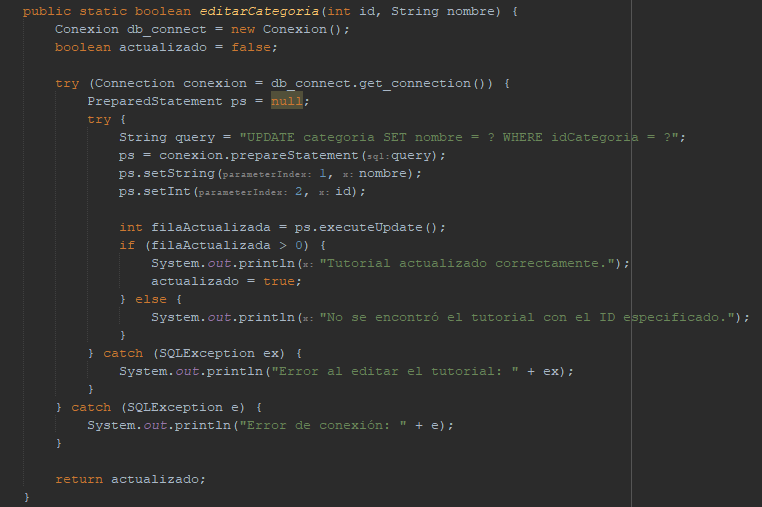 public static boolean editarCategoria(int id, String nombre) {
    Conexion db_connect = new Conexion();
    boolean actualizado = false;

    try (Connection conexion = db_connect.get_connection()) {
        PreparedStatement ps = null;
        try {
            String query = "UPDATE categoria SET nombre = ? WHERE idCategoria = ?";
            ps = conexion.prepareStatement(sql:query);
            ps.setString(parameterIndex: 1, x: nombre);
            ps.setInt(parameterIndex: 2, x: id);

            int filaActualizada = ps.executeUpdate();
            if (filaActualizada > 0) {
                System.out.println(x: "Tutorial actualizado correctamente.");
                actualizado = true;
            } else {
                System.out.println(x: "No se encontró el tutorial con el ID especificado.");
            }
        } catch (SQLException ex) {
            System.out.println("Error al editar el tutorial: " + ex);
        }
    } catch (SQLException e) {
        System.out.println("Error de conexión: " + e);
    }

    return actualizado;
}